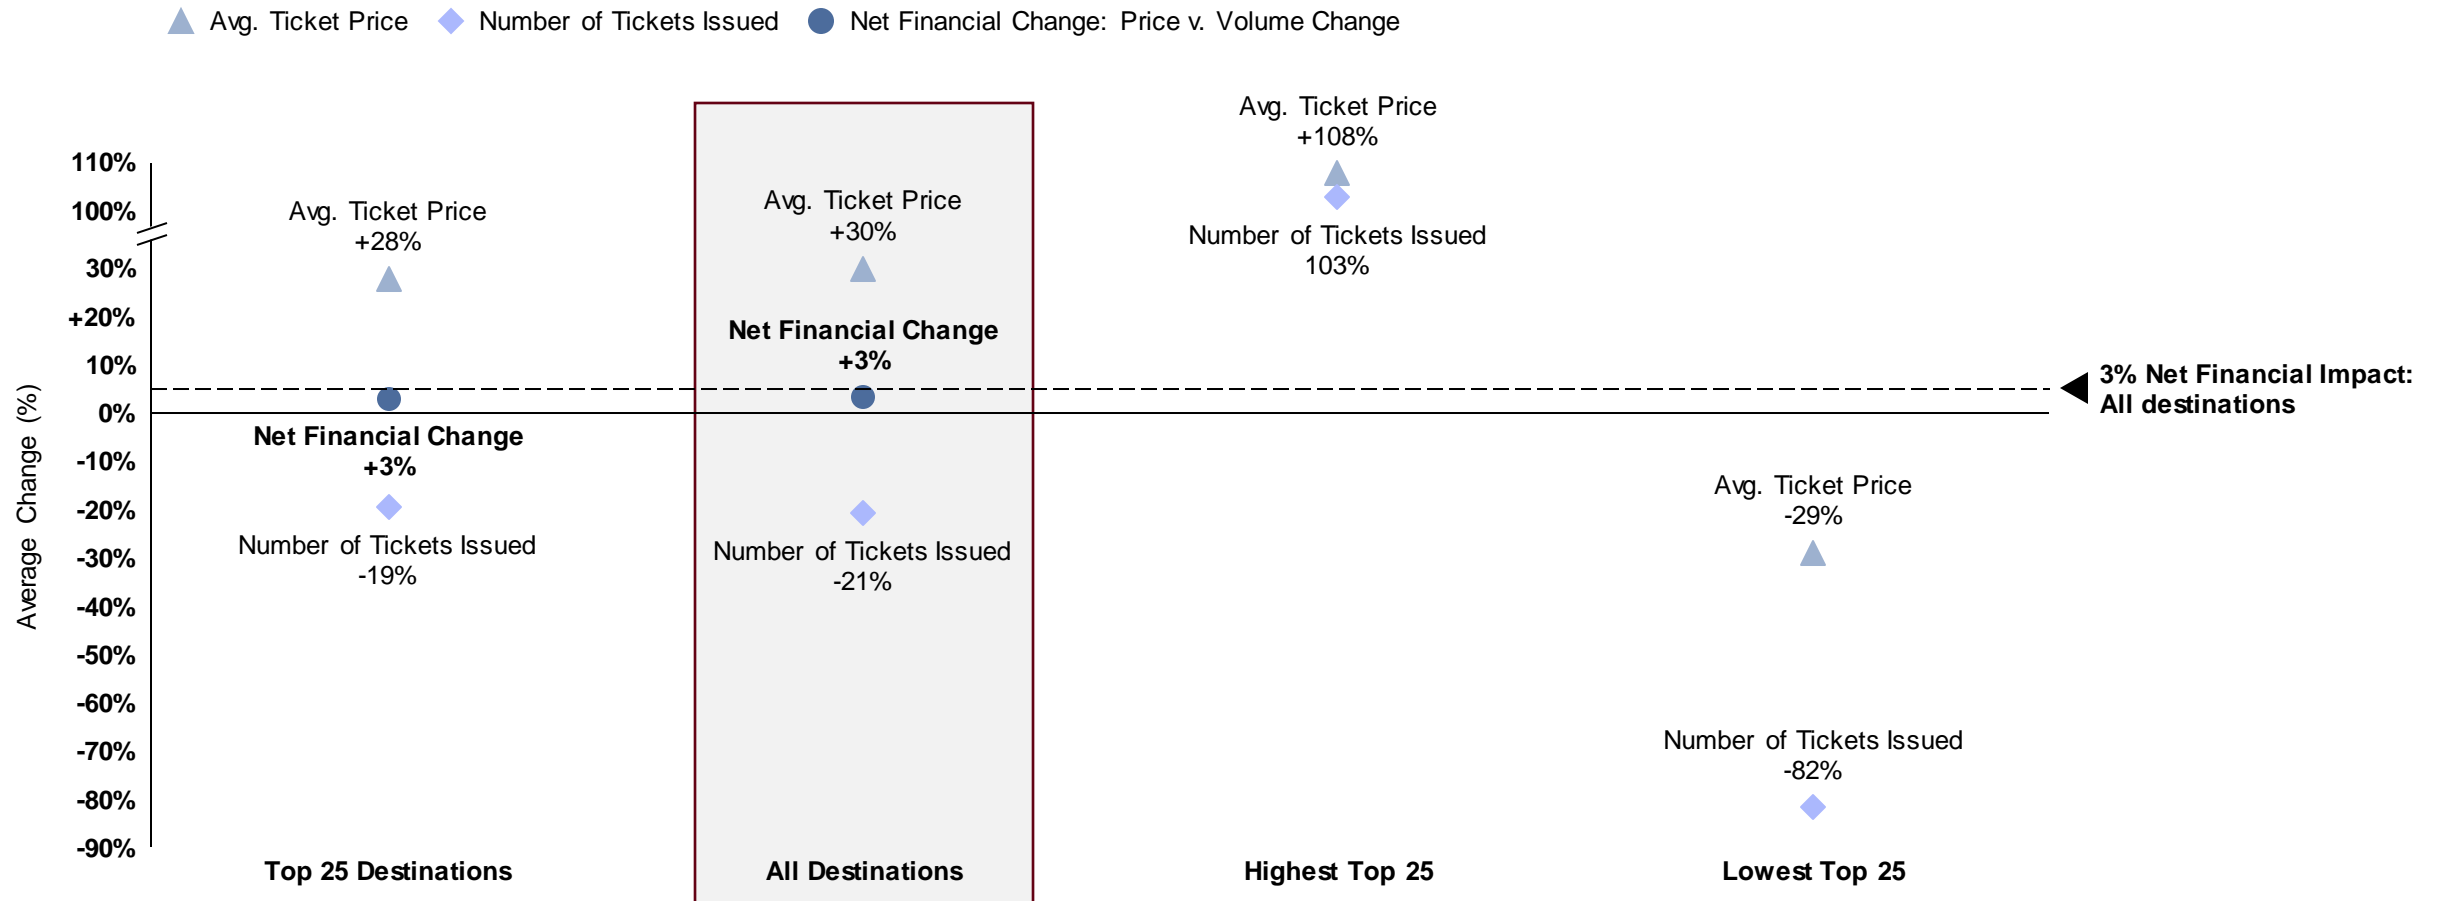 Avg. Ticket Price
Number of Tickets Issued
Net Financial Change: Price v. Volume Change
Average Change (%)
110%
100%
30%
+20%
10%
0%
-10%
-20%
-30%
-40%
-50%
-60%
-70%
-80%
-90%
Avg. Ticket Price
+28%
Net Financial Change
+3%
Number of Tickets Issued
-19%
Top 25 Destinations
Avg. Ticket Price
+30%
Net Financial Change
+3%
Number of Tickets Issued
-21%
All Destinations
Avg. Ticket Price
+108%
Number of Tickets Issued
103%
Highest Top 25
Avg. Ticket Price
-29%
Number of Tickets Issued
-82%
Lowest Top 25
3% Net Financial Impact:
All destinations